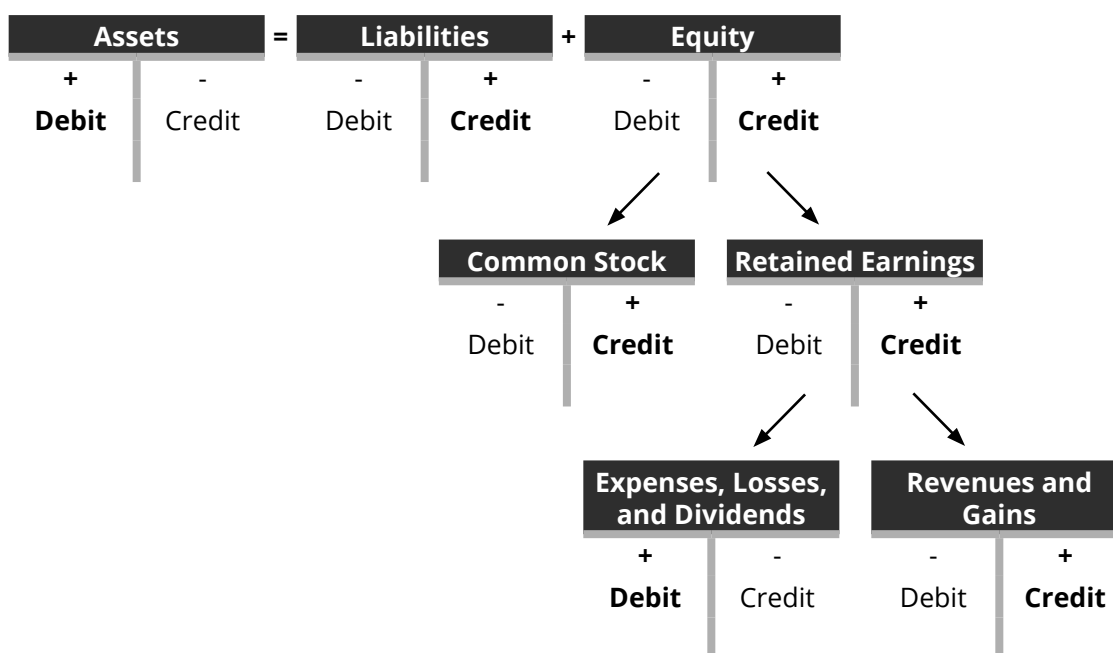 Assets = Liabilities + Equity
+ - - + - +
Debit Credit Debit Credit Debit Credit
Common Stock Retained Earnings
- + - +
Debit Credit Debit Credit
Expenses, Losses, Revenues and
and Dividends Gains
+ - - +
Debit Credit Debit Credit